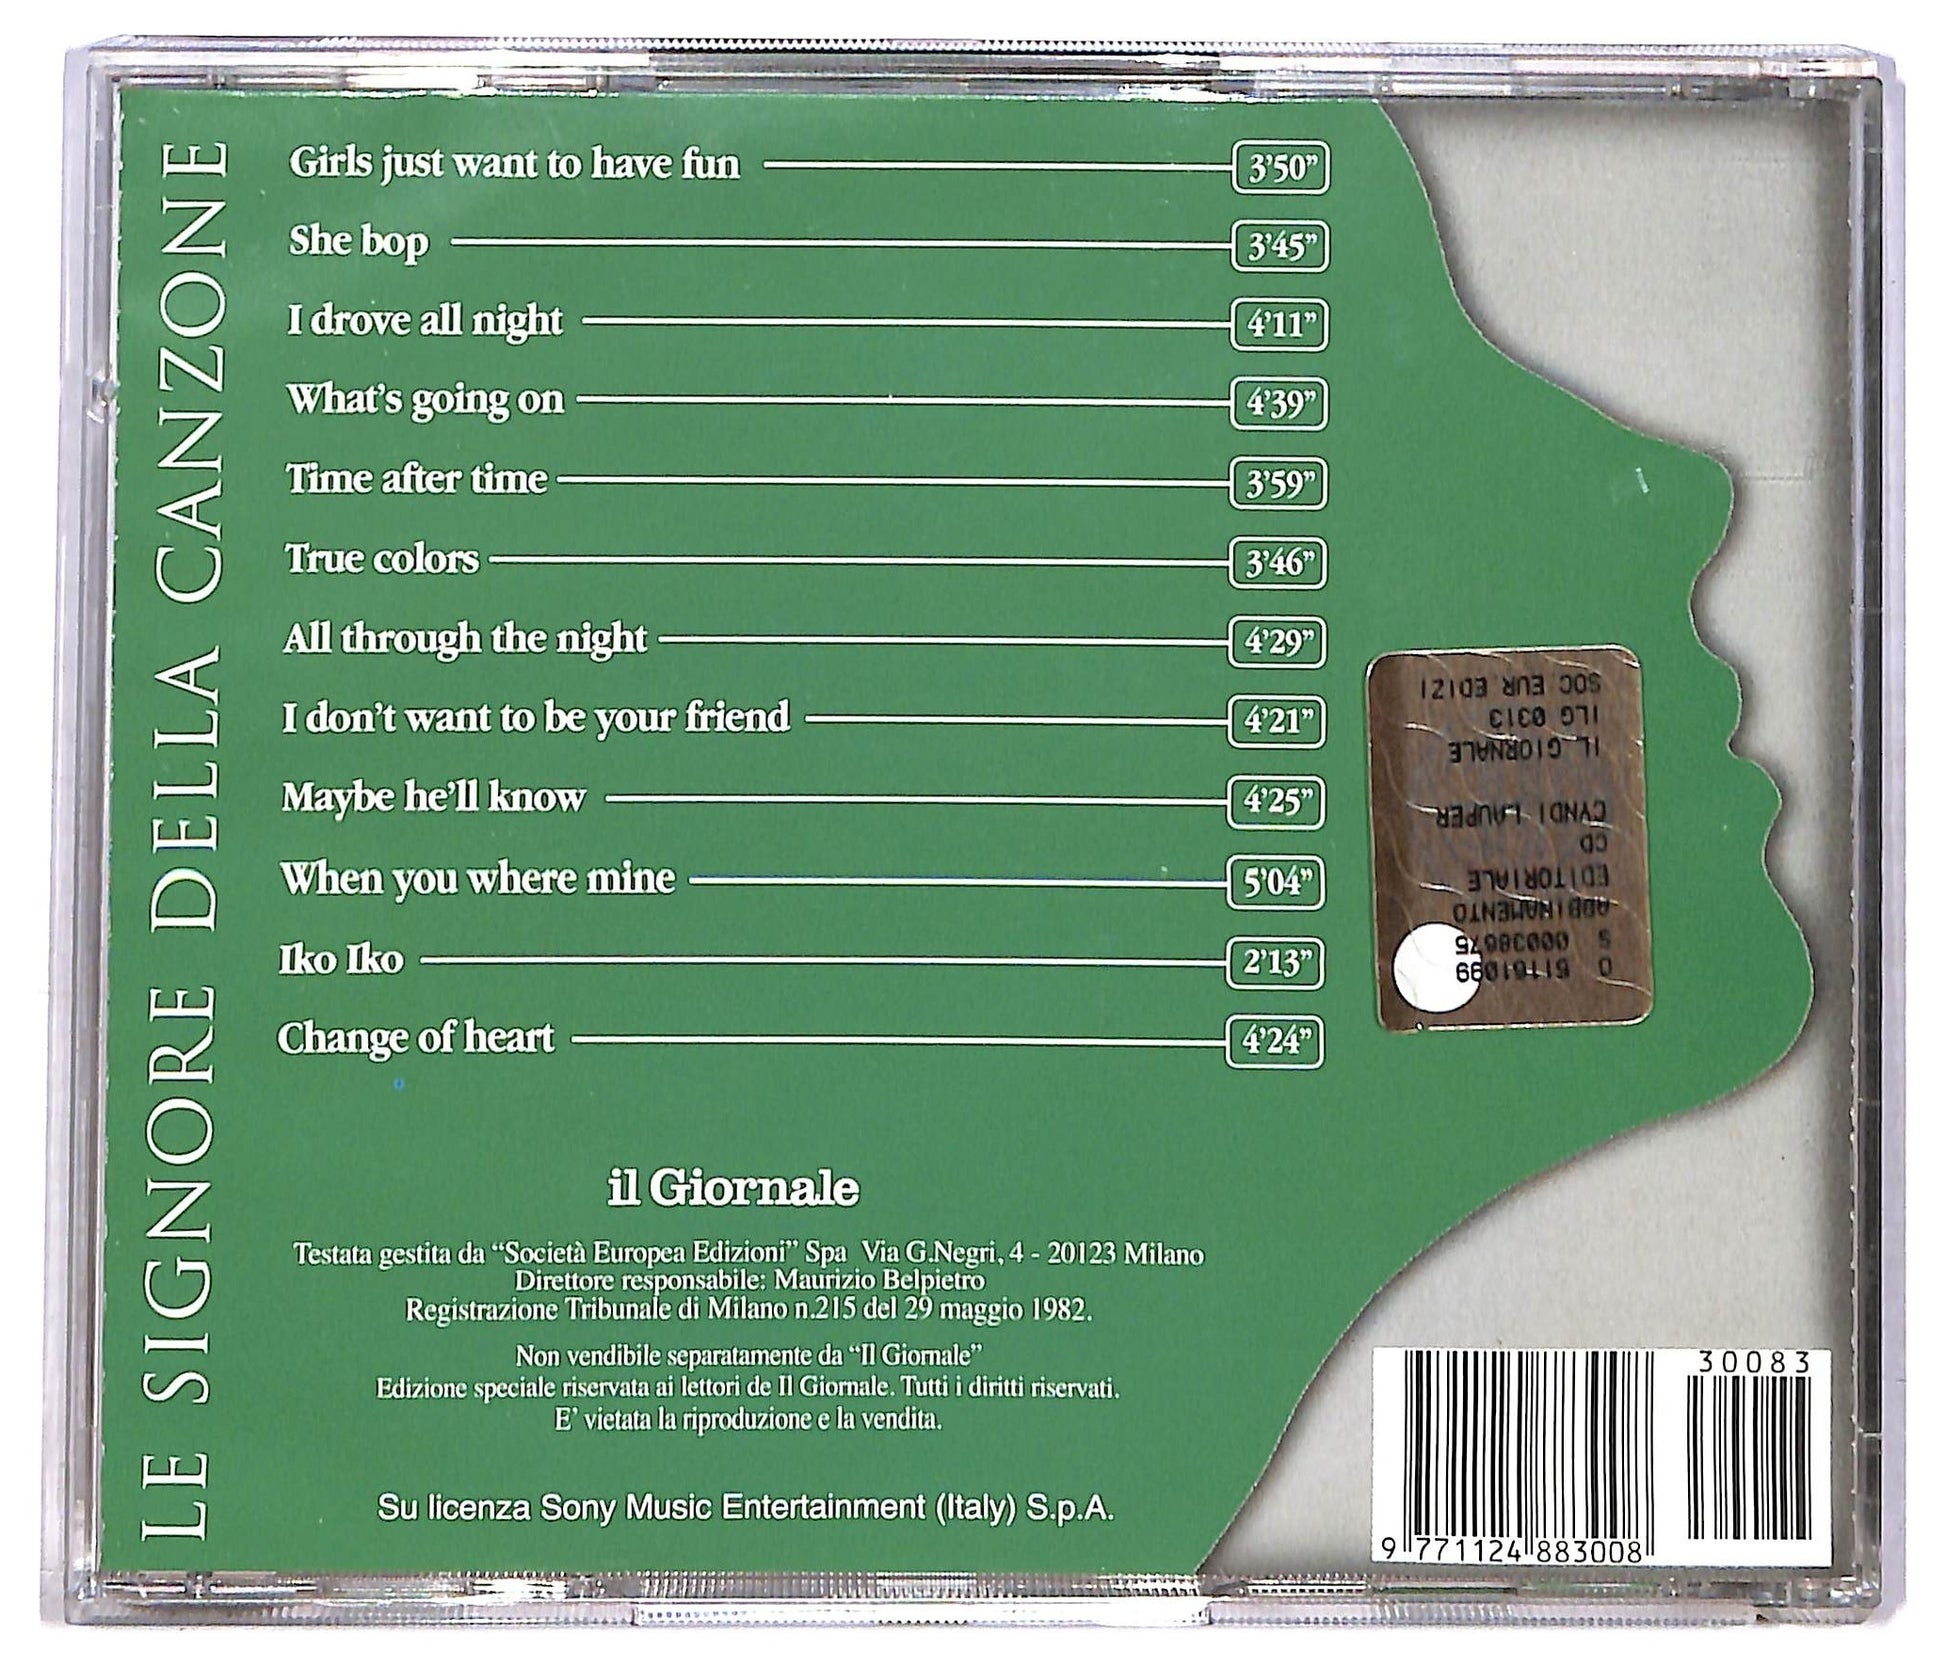 LE SIGNORE DELLA CANZONE
Girls just want to have fun 3'50”
She bop 3'45”
I drove all night 4'11”
What's going on 4'39”
Time after time 3'59”
True colors 3'46”
All through the night 4'29”
I don't want to be your friend 4'21”
Maybe he'll know 4'25”
When you where mine 5'04”
Iko Iko 2'13”
Change of heart 4'24”
il Giornale
Testata gestita da “Società Europea Edizioni” Spa Via G.Negri, 4 - 20123 Milano
Direttore responsabile: Maurizio Belpietro
Registrazione Tribunale di Milano n.215 del 29 maggio 1982.
Non vendibile separatamente da “Il Giornale”
Edizione speciale riservata ai lettori de Il Giornale. Tutti i diritti riservati.
E' vietata la riproduzione e la vendita.
Su licenza Sony Music Entertainment (Italy) S.p.A.
O 51161099
S 00038675
ABBINAMENTO
EDITORIALE
CD
CYNDI LAUPER
IL GIORNALE
ILG 0313
SOC EUR EDIZI
30083
9 771124 883008